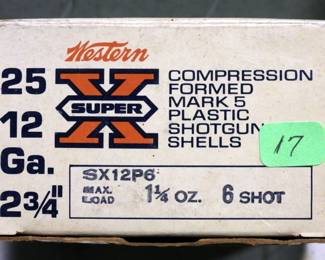 Western
25
12
Ga.
2¾"
X
SUPER
COMPRESSION
FORMED
MARK 5
PLASTIC
SHOTGUN
SHELLS
17
SX12P6
MAX.
LOAD
1¼ OZ. 6 SHOT